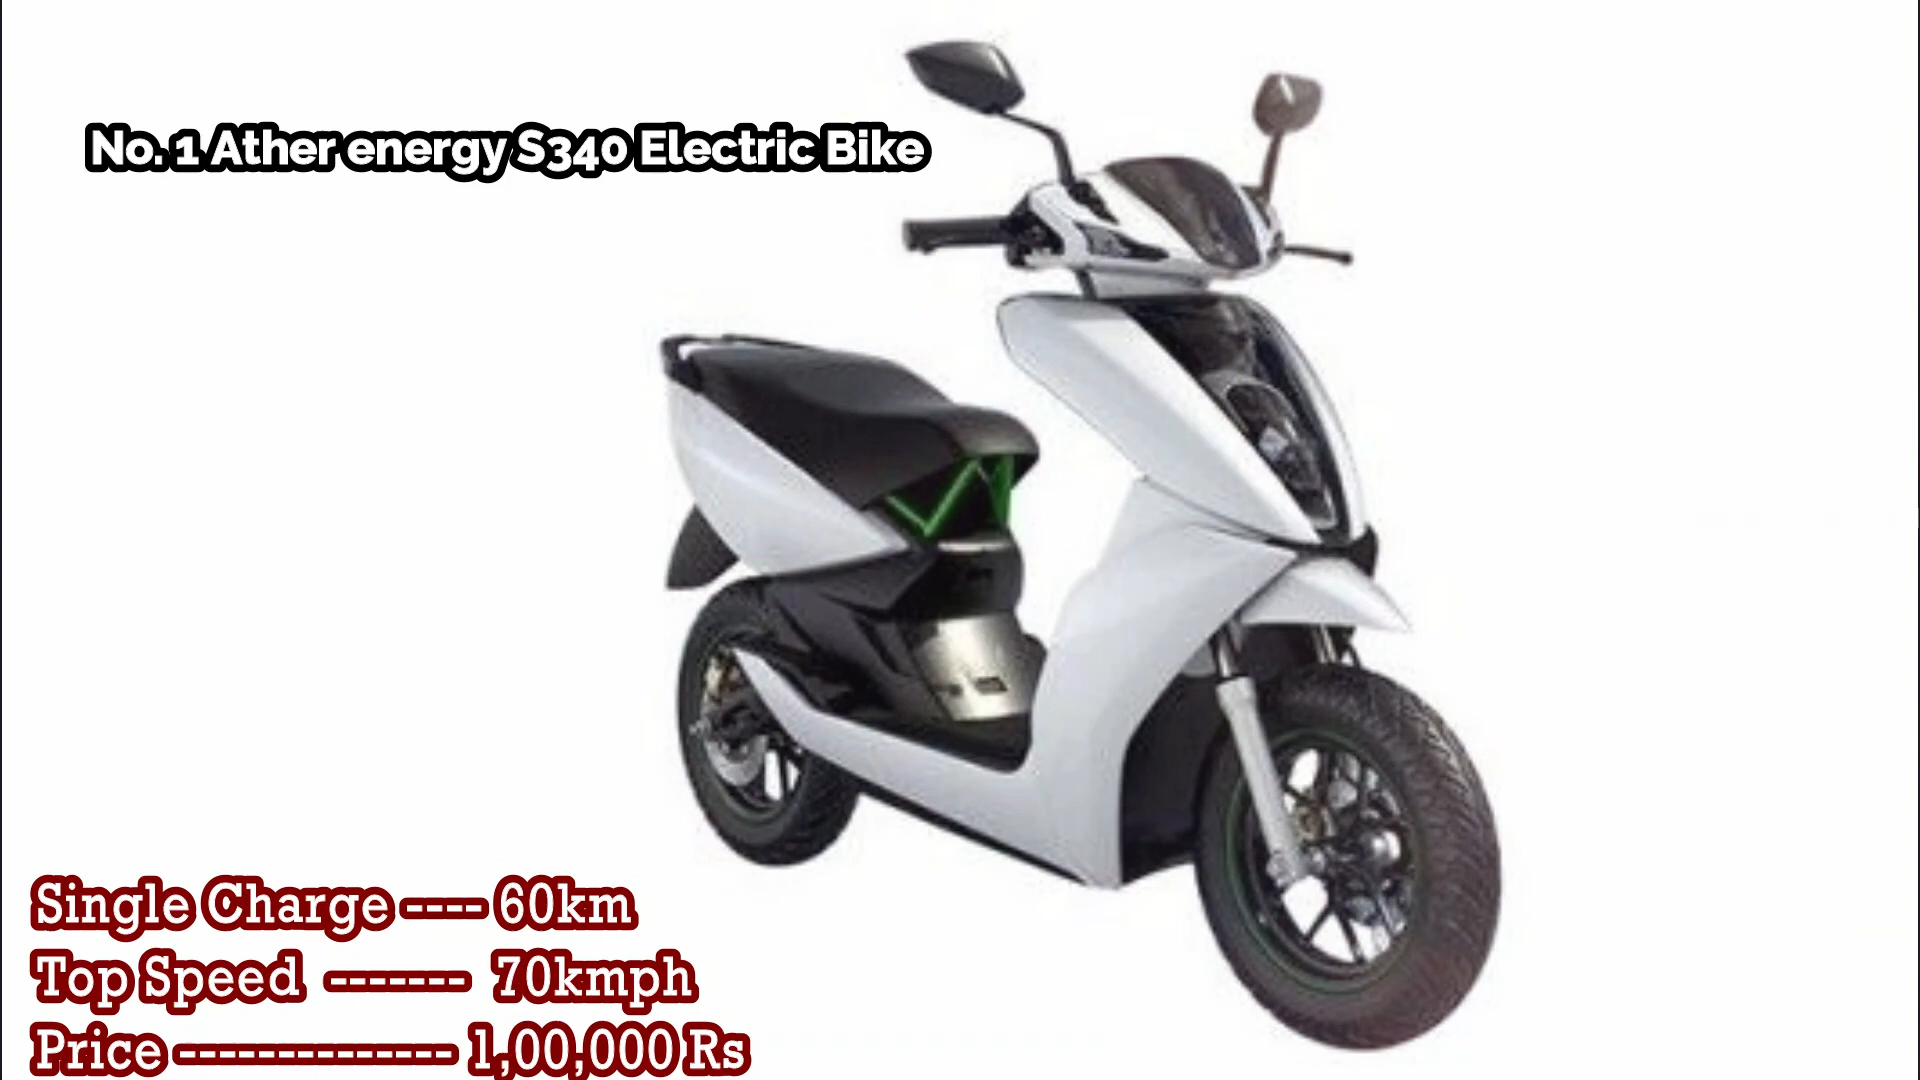 No. 1 Ather energy S340 Electric Bike
Single Charge ---- 60km
Top Speed ------- 70kmph
Price -------------- 1,00,000 Rs